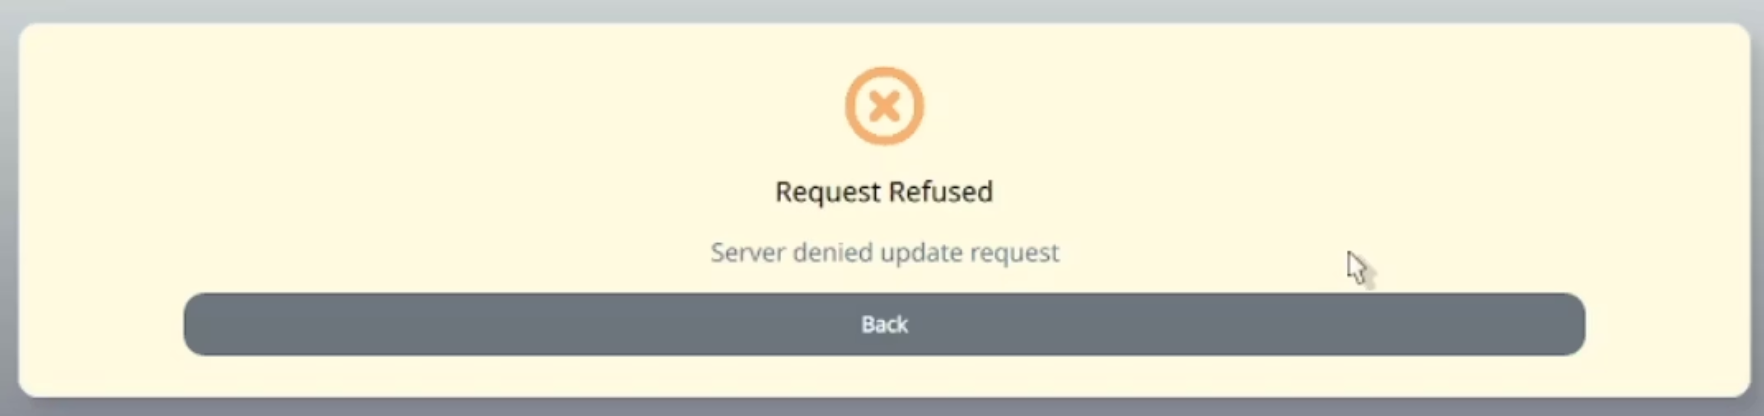 Request Refused
Server denied update request
Back